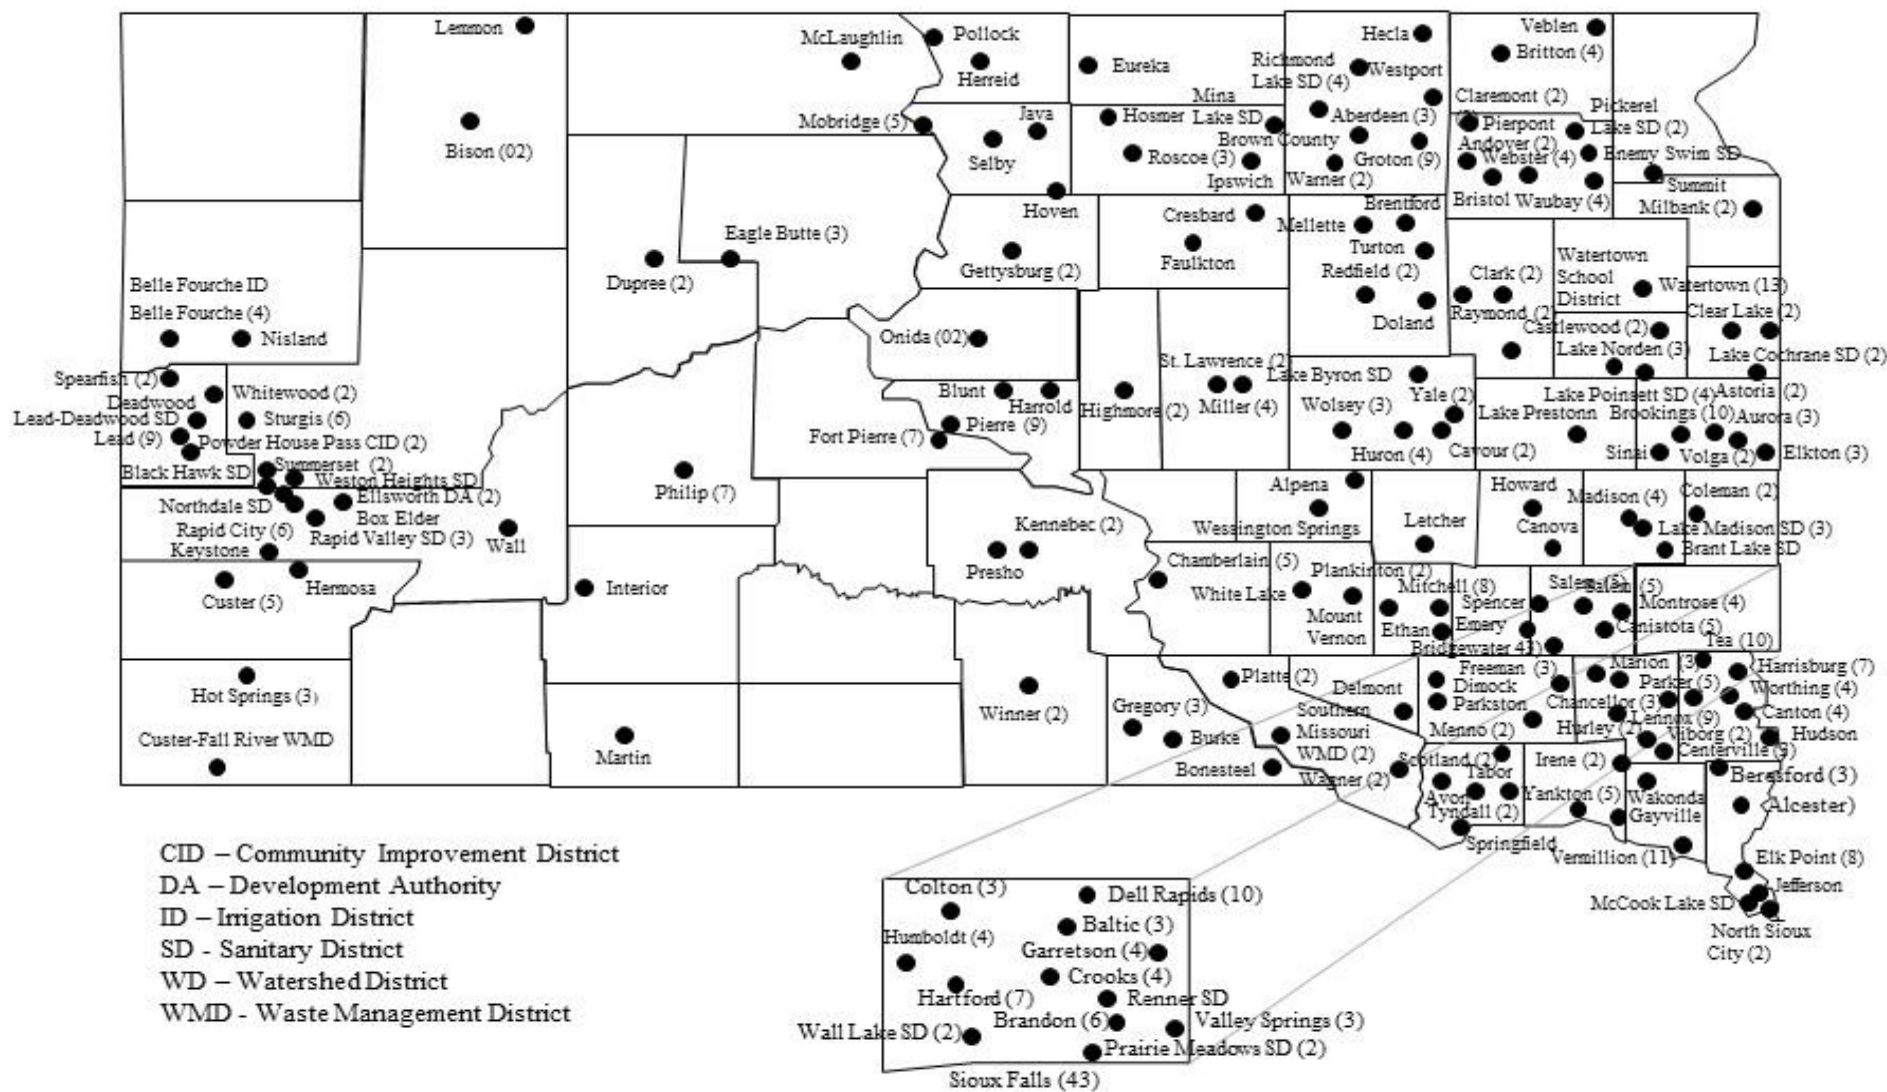 Lemmon
McLaughlin
Pollock
Herreid
Eureka
Hecla
Richmond
Lake SD (4)
Westport
Veblen
Britton (4)
Bison (02)
Mobridge (5)
Java
Selby
Hosmer
Mina
Lake SD
Roscoe (3)
Ipswich
Aberdeen (3)
Brown County
Groton (9)
Warner (2)
Claremont (2)
Pierpont
Andover (2)
Webster (4)
Bristol
Waubay (4)
Pickerel
Lake SD (2)
Enemy Swim SD
Summit
Milbank (2)
Hoven
Eagle Butte (3)
Dupree (2)
Gettysburg (2)
Cresbard
Faulkton
Brentford
Mellette
Turton
Redfield (2)
Doland
Clark (2)
Raymond (2)
Watertown
School
District
Watertown (13)
Clear Lake (2)
Castlewood (2)
Lake Norden (3)
Lake Cochrane SD (2)
Astoria (2)
Belle Fourche ID
Belle Fourche (4)
Nisland
Onida (02)
Spearfish (2)
Whitewood (2)
Deadwood
Lead-Deadwood SD
Sturgis (6)
Lead (9)
Powder House Pass CID (2)
Black Hawk SD
Summerset (2)
Weston Heights SD
Northdale SD
Ellsworth DA (2)
Box Elder
Rapid City (6)
Rapid Valley SD (3)
Keystone
Wall
Hermosa
Custer (5)
Philip (7)
Fort Pierre (7)
Blunt
Harrold
Pierre (9)
Highmore (2)
St. Lawrence (2)
Miller (4)
Lake Byron SD
Wolsey (3)
Yale (2)
Huron (4)
Cavour (2)
Lake Prestonn
Lake Poinsett SD (4)
Brookings (10)
Aurora (3)
Sinai
Volga (2)
Elkton (3)
Kennebec (2)
Presho
Alpena
Wessington Springs
Letcher
Howard
Canova
Madison (4)
Coleman (2)
Lake Madison SD (3)
Brant Lake SD
Interior
Chamberlain (5)
White Lake
Plankinton (2)
Mount
Vernon
Mitchell (8)
Ethan
Spencer
Emery
Bridgewater 43)
Salem (5)
Salem (5)
Montrose (4)
Canistota (5)
Tea (10)
Hot Springs (3)
Custer-Fall River WMD
Martin
Winner (2)
Gregory (3)
Burke
Bonesteel
Platte (2)
Delmont
Southern
Missouri
WMD (2)
Wagner (2)
Freeman (3)
Dimock
Parkston
Menno (2)
Marion (3)
Parker (5)
Chancellor (3)
Hurley (2)
Lennox (9)
Viborg (2)
Centerville (3)
Harrisburg (7)
Worthing (4)
Canton (4)
Hudson
Scotland (2)
Tabor
Avon
Tyndall (2)
Springfield
Irene (2)
Yankton (5)
Wakonda
Gayville
Vermillion (11)
Beresford (3)
Alcester)
Elk Point (8)
Jefferson
McCook Lake SD
North Sioux
City (2)
CID – Community Improvement District
DA – Development Authority
ID – Irrigation District
SD - Sanitary District
WD – Watershed District
WMD - Waste Management District
Colton (3)
Dell Rapids (10)
Baltic (3)
Humboldt (4)
Garretson (4)
Crooks (4)
Hartford (7)
Renner SD
Brandon (6)
Valley Springs (3)
Wall Lake SD (2)
Prairie Meadows SD (2)
Sioux Falls (43)